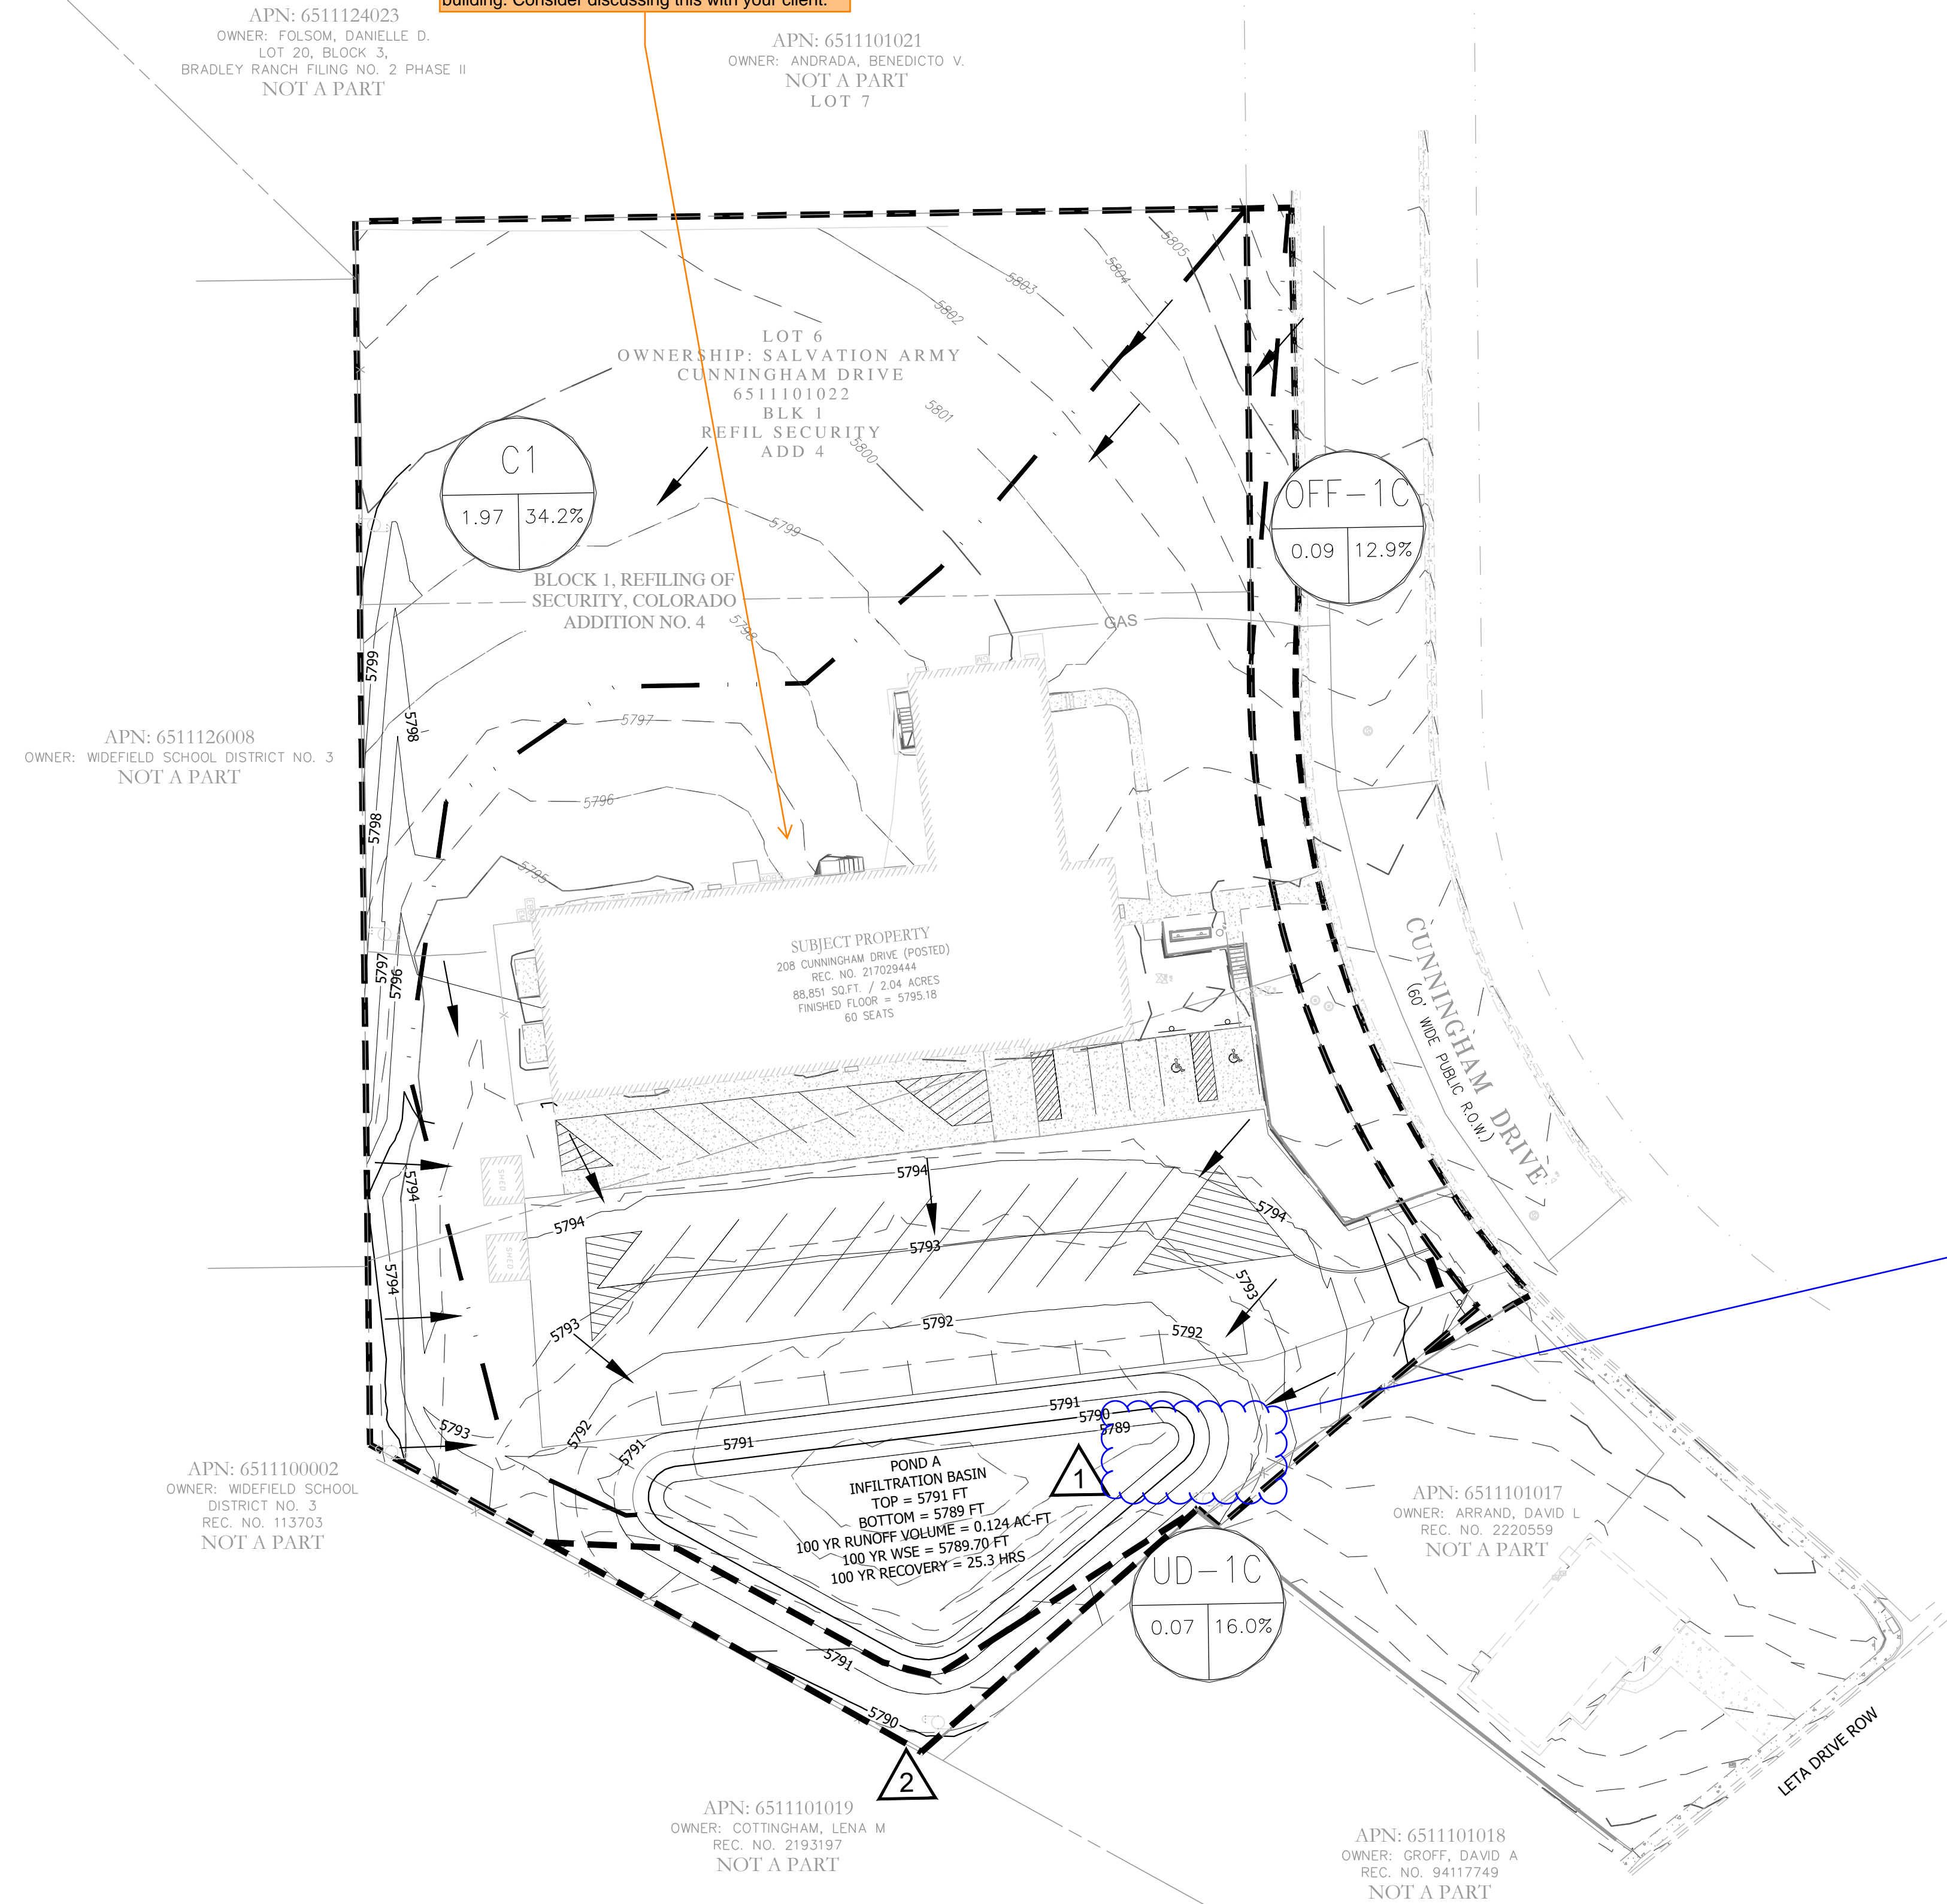 building. Consider discussing this with your client.
APN: 6511124023
OWNER: FOLSOM, DANIELLE D.
LOT 20, BLOCK 3,
BRADLEY RANCH FILING NO. 2 PHASE II
NOT A PART
APN: 6511101021
OWNER: ANDRADA, BENEDICTO V.
NOT A PART
LOT 7
5805
5804
5803
5802
5801
5800
5799
5798
5797
5796
5795
LOT 6
OWNERSHIP: SALVATION ARMY
CUNNINGHAM DRIVE
6511101022
BLK 1
REFIL SECURITY
ADD 4
C1
1.97
34.2%
OFF-1C
0.09
12.9%
BLOCK 1, REFILING OF
SECURITY, COLORADO
ADDITION NO. 4
GAS
5799
5798
5798
5797
5796
APN: 6511126008
OWNER: WIDEFIELD SCHOOL DISTRICT NO. 3
NOT A PART
SUBJECT PROPERTY
208 CUNNINGHAM DRIVE (POSTED)
REC. NO. 217029444
88,851 SQ.FT. / 2.04 ACRES
FINISHED FLOOR = 5795.18
60 SEATS
CUNNINGHAM DRIVE
(60' WIDE PUBLIC R.O.W.)
SHED
SHED
5794
5794
5794
5794
5794
5793
5793
5793
5793
5792
5792
5792
5791
5791
5791
5790
5789
POND A
INFILTRATION BASIN
TOP = 5791 FT
BOTTOM = 5789 FT
100 YR RUNOFF VOLUME = 0.124 AC-FT
100 YR WSE = 5789.70 FT
100 YR RECOVERY = 25.3 HRS
1
APN: 6511100002
OWNER: WIDEFIELD SCHOOL
DISTRICT NO. 3
REC. NO. 113703
NOT A PART
APN: 6511101017
OWNER: ARRAND, DAVID L
REC. NO. 2220559
NOT A PART
UD-1C
0.07
16.0%
5791
5790
2
LETA DRIVE ROW
APN: 6511101019
OWNER: COTTINGHAM, LENA M
REC. NO. 2193197
NOT A PART
APN: 6511101018
OWNER: GROFF, DAVID A
REC. NO. 94117749
NOT A PART